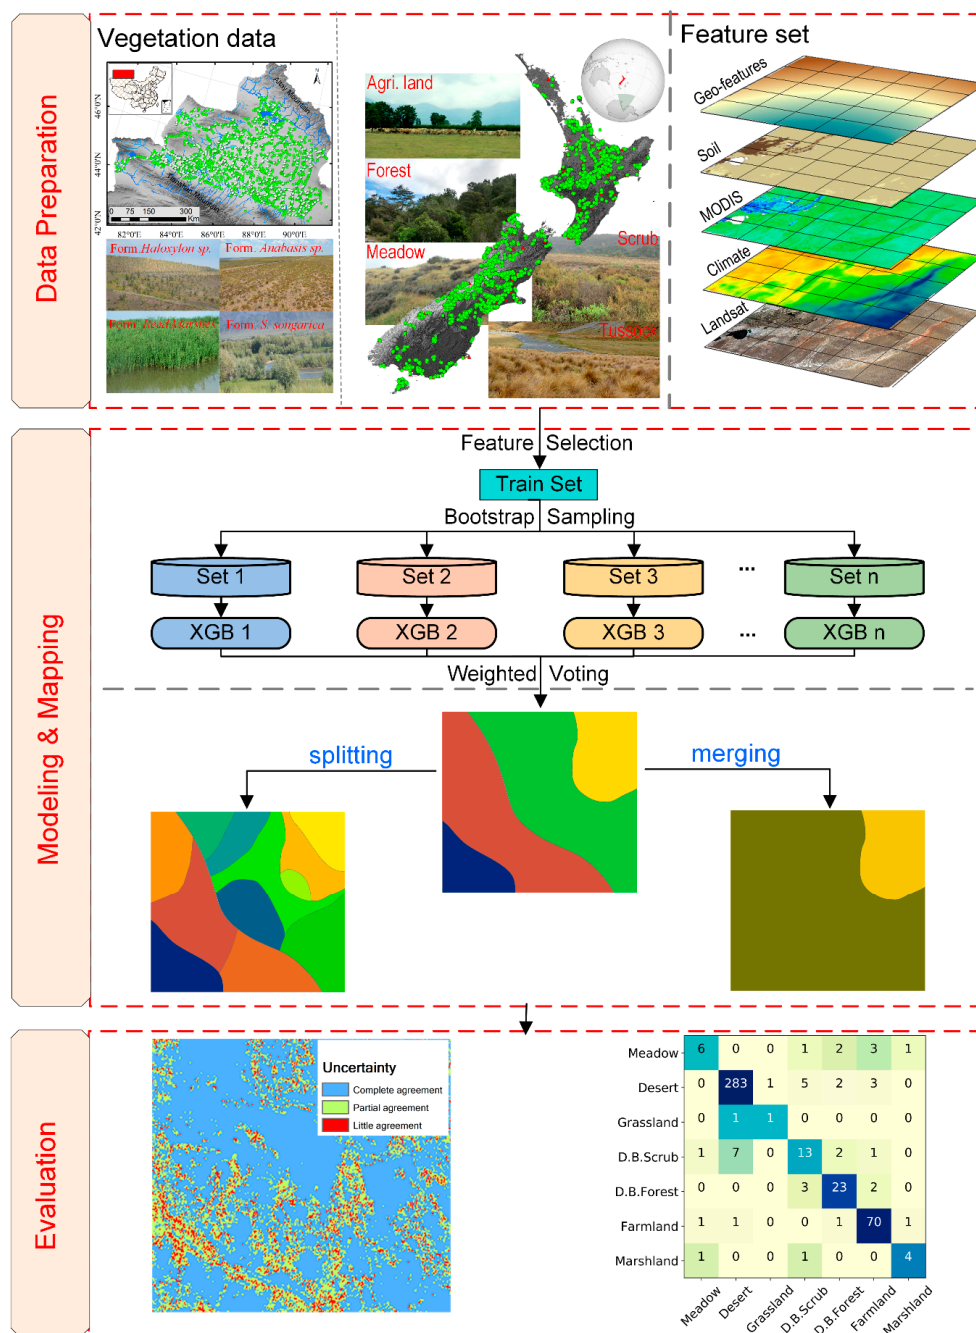 Data Preparation
Vegetation data
46°0'N
44°0'N
42°0'N
0 75 150 300
Km
82°0'E 84°0'E 86°0'E 88°0'E 90°0'E
Form. Haloxylon sp.
Form. Anabasis sp.
Form. Reed Marshes
Form. S. songarica
Agri. land
Forest
Meadow
Scrub
Tussock
Feature set
Geo-features
Soil
MODIS
Climate
Landsat
Modeling & Mapping
Feature Selection
Train Set
Bootstrap Sampling
Set 1
Set 2
Set 3
...
Set n
XGB 1
XGB 2
XGB 3
...
XGB n
Weighted Voting
splitting
merging
Evaluation
Uncertainty
Complete agreement
Partial agreement
Little agreement
Meadow 6 0 0 1 2 3 1
Desert 0 283 1 5 2 3 0
Grassland 0 1 1 0 0 0 0
D.B.Scrub 1 7 0 13 2 1 0
D.B.Forest 0 0 0 3 23 2 0
Farmland 1 1 0 0 1 70 1
Marshland 1 0 0 1 0 0 4
Meadow
Desert
Grassland
D.B.Scrub
D.B.Forest
Farmland
Marshland